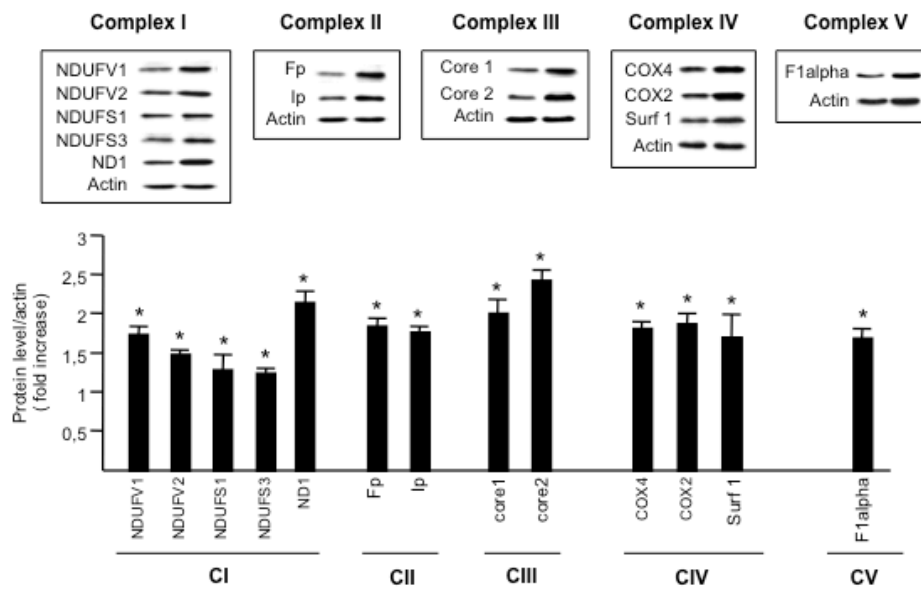 Complex I
Complex II
Complex III
Complex IV
Complex V
NDUFV1
NDUFV2
NDUFS1
NDUFS3
ND1
Actin
Fp
Ip
Actin
Core 1
Core 2
Actin
COX4
COX2
Surf 1
Actin
F1alpha
Actin
Protein level/actin
( fold increase)
3
2,5
2
1,5
1
0,5
* * * * * * * * * * * * *
NDUFV1
NDUFV2
NDUFS1
NDUFS3
ND1
Fp
Ip
core1
core2
COX4
COX2
Surf 1
F1alpha
CI
CII
CIII
CIV
CV